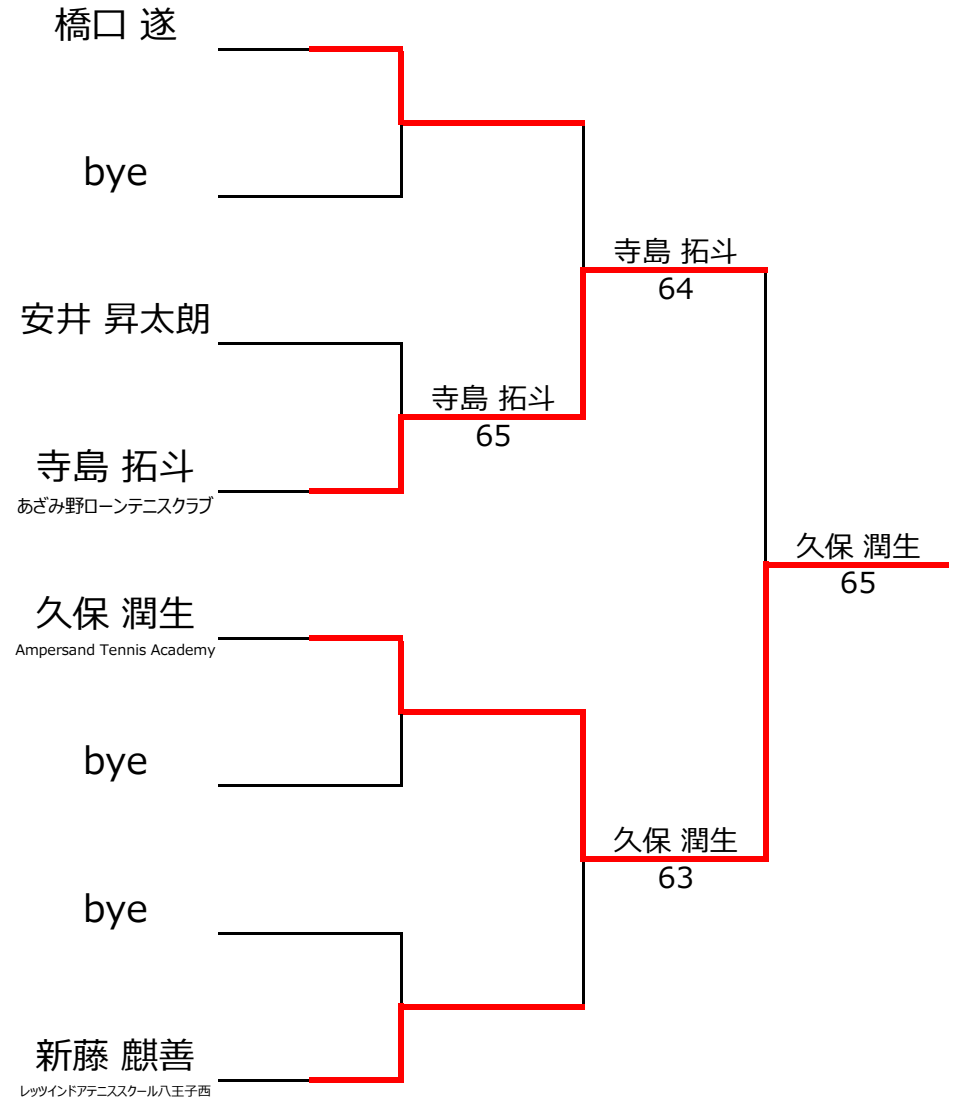 橋口 遂
bye
安井 昇太朗
寺島 拓斗
あざみ野ローンテニスクラブ
久保 潤生
Ampersand Tennis Academy
bye
bye
新藤 麒善
レッツインドアテニススクール八王子西
寺島 拓斗
65
寺島 拓斗
64
久保 潤生
63
久保 潤生
65